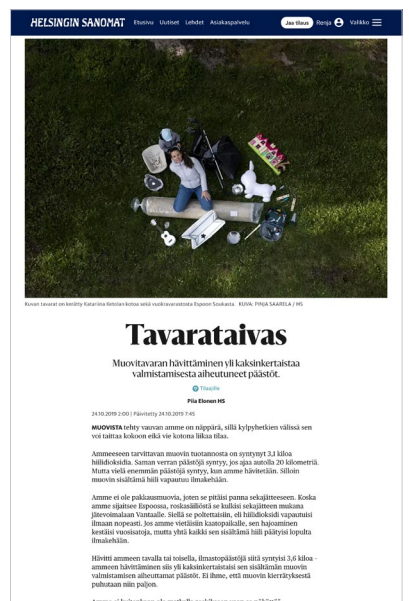 HELSINGIN SANOMAT Etusivu Uutiset Lehdet Asiakaspalvelu Jaa tilaus Renja Valikko
Kuvan tavarat on kerätty Katariina Ketolan kotoa sekä vuokravarastosta Espoon Soukasta. KUVA: PINJA SAARELA / HS
Tavarataivas
Muovitavaran hävittäminen yli kaksinkertaistaa
valmistamisesta aiheutuneet päästöt.
Tilaajille
Piia Elonen HS
24.10.2019 2:00 | Päivitetty 24.10.2019 7:45
MUOVISTA tehty vauvan amme on näppärä, sillä kylpyhetkien välissä sen
voi taittaa kokoon eikä vie kotona liikaa tilaa.
Ammeeseen tarvittavan muovin tuotannosta on syntynyt 3,1 kiloa
hiilidioksidia. Saman verran päästöjä syntyy, jos ajaa autolla 20 kilometriä.
Mutta vielä enemmän päästöjä syntyy, kun amme hävitetään. Silloin
muovin sisältämä hiili vapautuu ilmakehään.
Amme ei ole pakkausmuovia, joten se pitäisi panna sekajätteeseen. Koska
amme sijaitsee Espoossa, roskasäiliöstä se kulkisi sekajätteen mukana
jätevoimalaan Vantaalle. Siellä se poltettaisiin, eli hiilidioksidi vapautuisi
ilmaan nopeasti. Jos amme vietäisiin kaatopaikalle, sen hajoaminen
kestäisi vuosisatoja, mutta yhtä kaikki sen sisältämä hiili päätyisi lopulta
ilmakehään.
Hävitti ammeen tavalla tai toisella, ilmastopäästöjä siitä syntyisi 3,6 kiloa –
ammeen hävittäminen siis yli kaksinkertaistaisi sen sisältämän muovin
valmistamisen aiheuttamat päästöt. Ei ihme, että muovin kierrätyksestä
puhutaan niin paljon.